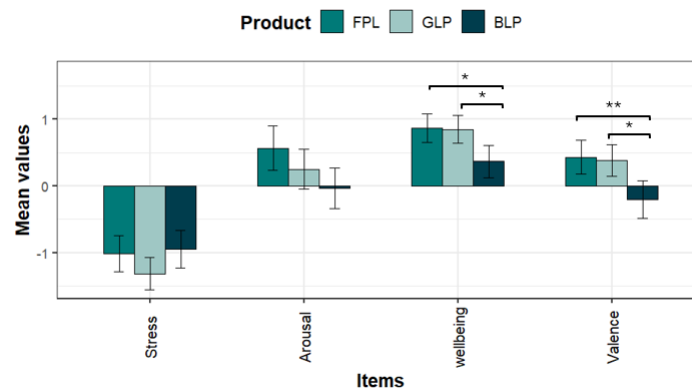 Product FPL GLP BLP
Mean values
1
0
-1
*
*
**
*
Stress
Arousal
wellbeing
Valence
Items